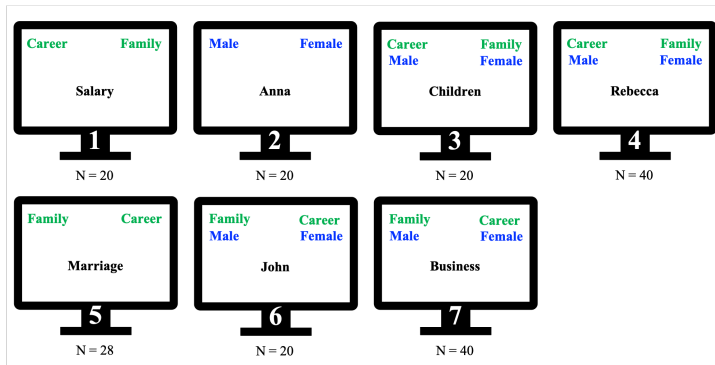 Career Family
Salary
1
N = 20
Male Female
Anna
2
N = 20
Career Family
Male Female
Children
3
N = 20
Career Family
Male Female
Rebecca
4
N = 40
Family Career
Marriage
5
N = 28
Family Career
Male Female
John
6
N = 20
Family Career
Male Female
Business
7
N = 40